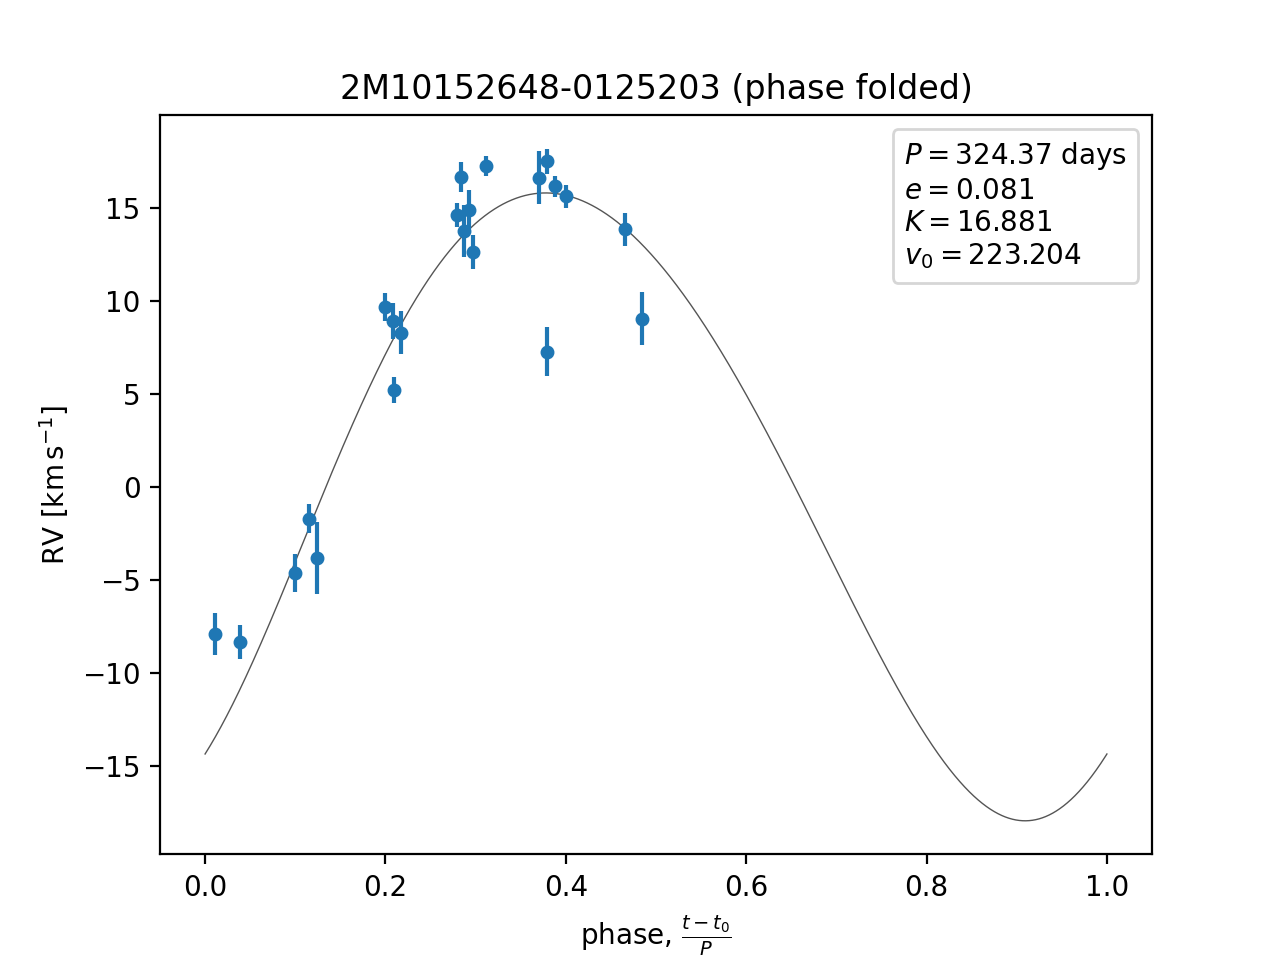 2M10152648-0125203 (phase folded)
P = 324.37 days
e = 0.081
K = 16.881
v₀ = 223.204
15
10
5
0
−5
−10
−15
RV [km s⁻¹]
0.0 0.2 0.4 0.6 0.8 1.0
phase, (t − t₀)/P